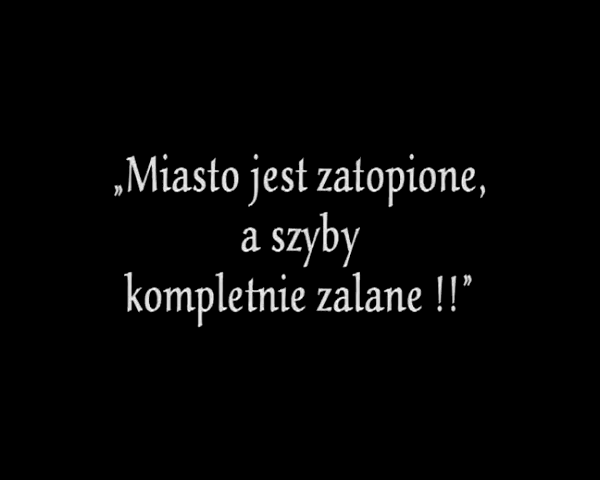 „Miasto jest zatopione,
a szyby
kompletnie zalane !!”